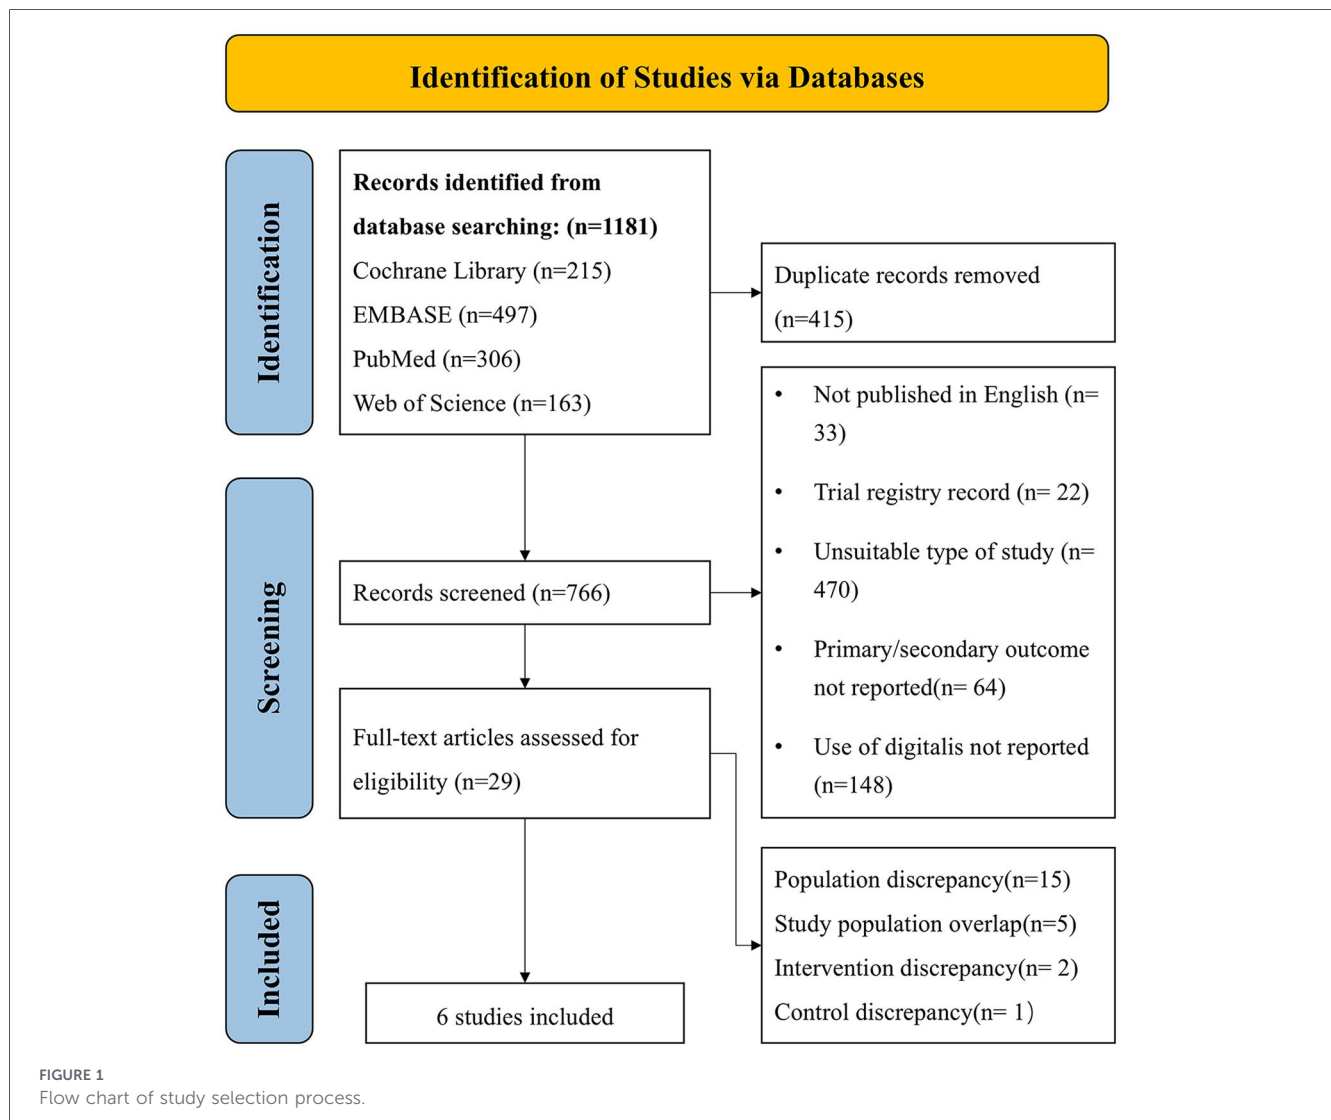 Identification of Studies via Databases
Identification
Records identified from
database searching: (n=1181)
Cochrane Library (n=215)
EMBASE (n=497)
PubMed (n=306)
Web of Science (n=163)
Duplicate records removed
(n=415)
Screening
Records screened (n=766)
• Not published in English (n=
33)
• Trial registry record (n= 22)
• Unsuitable type of study (n=
470)
• Primary/secondary outcome
not reported(n= 64)
• Use of digitalis not reported
(n=148)
Full-text articles assessed for
eligibility (n=29)
Population discrepancy(n=15)
Study population overlap(n=5)
Intervention discrepancy(n= 2)
Control discrepancy(n= 1)
Included
6 studies included
FIGURE 1
Flow chart of study selection process.